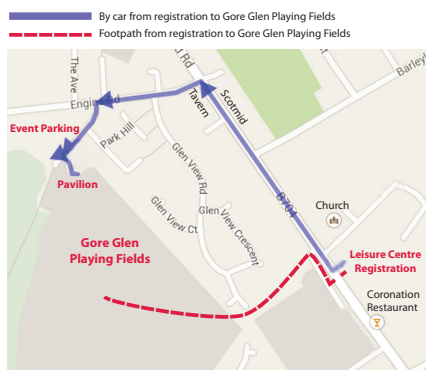 By car from registration to Gore Glen Playing Fields
Footpath from registration to Gore Glen Playing Fields
The Ave
Rd
Barley
Engine Rd
Tavern
Scotmid
Event Parking
Park Hill
Glen View Rd
Pavilion
B704
Glen View Ct
Glen View Crescent
Church
Gore Glen
Playing Fields
Leisure Centre
Registration
Coronation
Restaurant